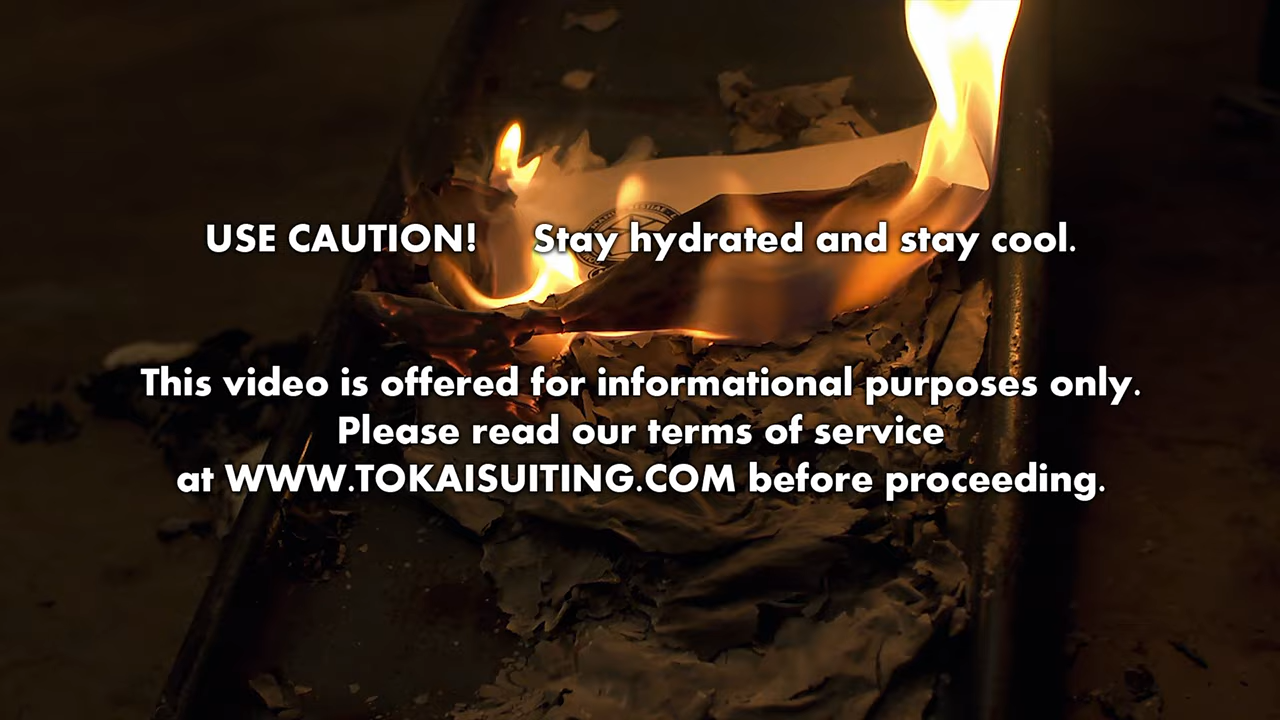 USE CAUTION! Stay hydrated and stay cool.
This video is offered for informational purposes only.
Please read our terms of service
at WWW.TOKAISUITING.COM before proceeding.